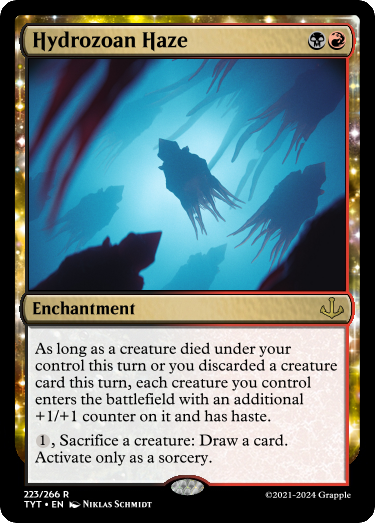 Hydrozoan Haze
Enchantment
As long as a creature died under your
control this turn or you discarded a creature
card this turn, each creature you control
enters the battlefield with an additional
+1/+1 counter on it and has haste.
1, Sacrifice a creature: Draw a card.
Activate only as a sorcery.
223/266 R
TYT • EN Niklas Schmidt
©2021-2024 Grapple